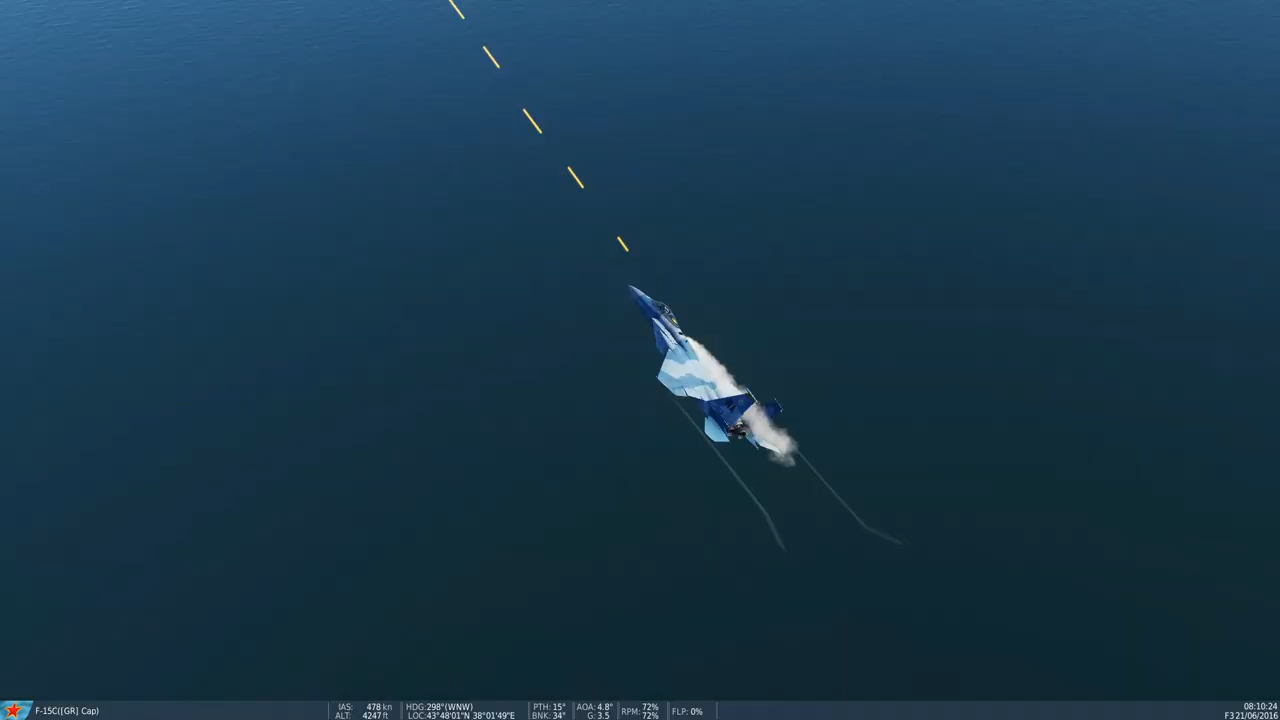 F-15C([GR] Cap)
IAS: 478 kn
ALT: 4247 ft
HDG: 298°(WNW)
LOC: 43°48'01"N 38°01'49"E
PTH: 15°
BNK: 34°
AOA: 4.8°
G: 3.5
RPM: 72%
72%
FLP: 0%
08:10:24
F3 21/06/2016